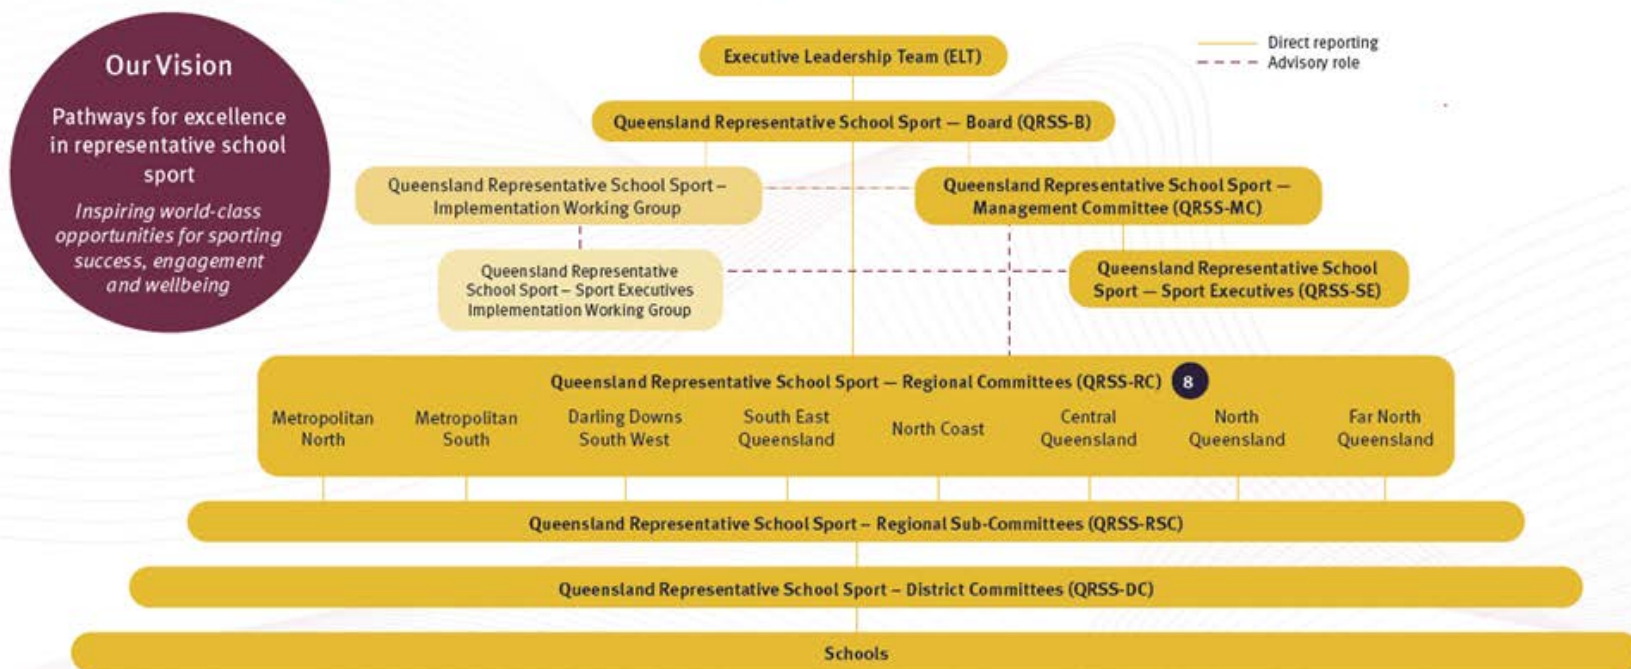 Our Vision
Pathways for excellence
in representative school
sport
Inspiring world-class
opportunities for sporting
success, engagement
and wellbeing
Direct reporting
Advisory role
Executive Leadership Team (ELT)
Queensland Representative School Sport — Board (QRSS-B)
Queensland Representative School Sport –
Implementation Working Group
Queensland Representative School Sport —
Management Committee (QRSS-MC)
Queensland Representative
School Sport – Sport Executives
Implementation Working Group
Queensland Representative School
Sport — Sport Executives (QRSS-SE)
Queensland Representative School Sport — Regional Committees (QRSS-RC) 8
Metropolitan
North
Metropolitan
South
Darling Downs
South West
South East
Queensland
North Coast
Central
Queensland
North
Queensland
Far North
Queensland
Queensland Representative School Sport – Regional Sub-Committees (QRSS-RSC)
Queensland Representative School Sport – District Committees (QRSS-DC)
Schools